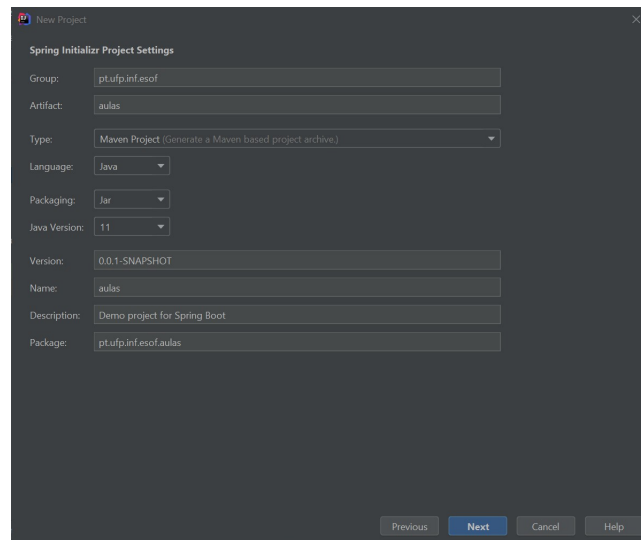 New Project
Spring Initializr Project Settings
Group: pt.ufp.inf.esof
Artifact: aulas
Type: Maven Project (Generate a Maven based project archive.)
Language: Java
Packaging: Jar
Java Version: 11
Version: 0.0.1-SNAPSHOT
Name: aulas
Description: Demo project for Spring Boot
Package: pt.ufp.inf.esof.aulas
Previous Next Cancel Help